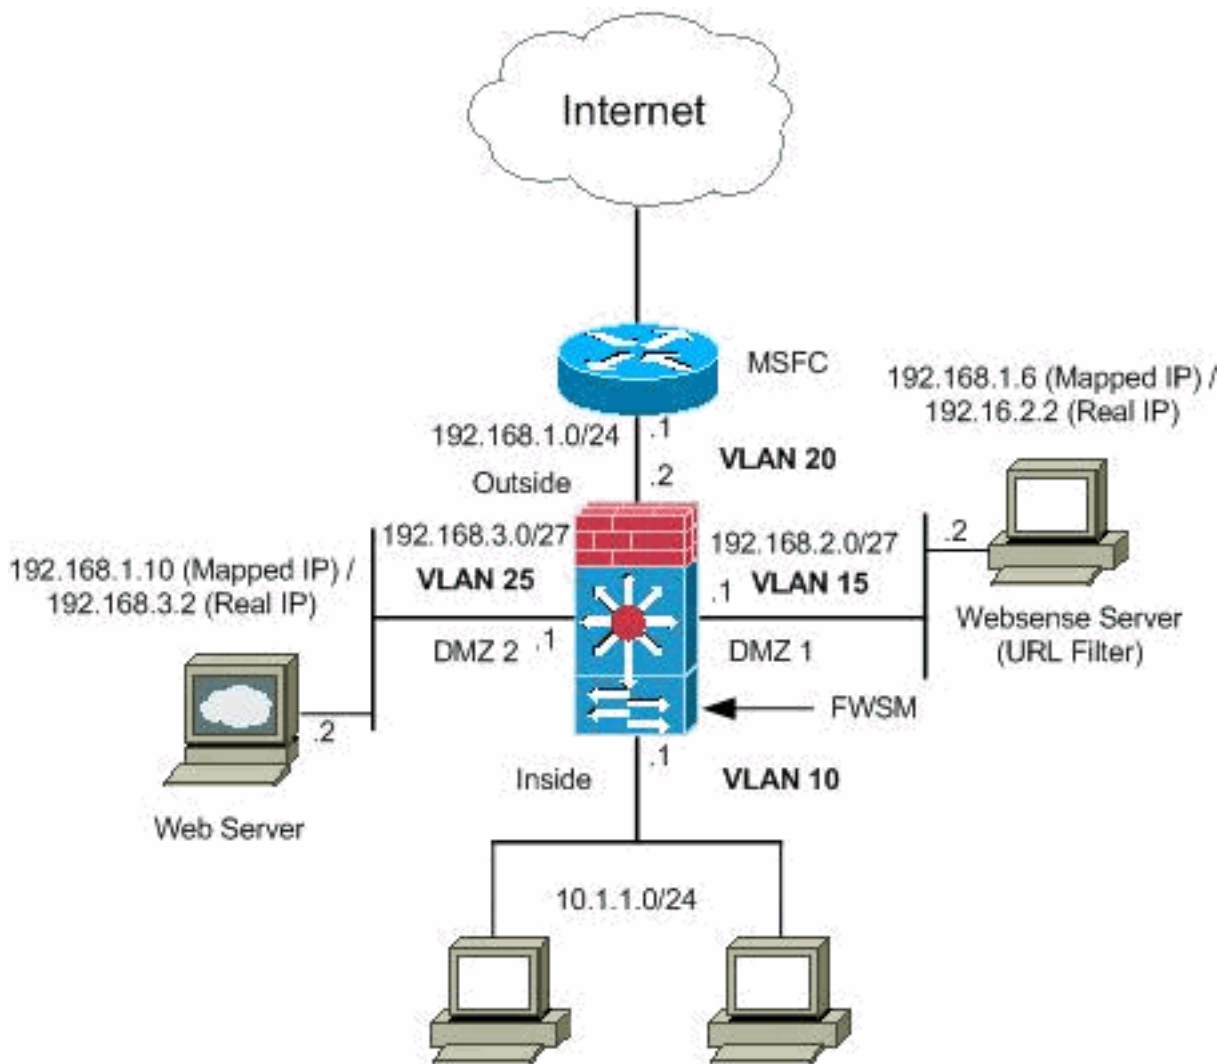 Internet
MSFC
192.168.1.6 (Mapped IP) /
192.16.2.2 (Real IP)
192.168.1.0/24
.1
VLAN 20
Outside
.2
192.168.3.0/27
192.168.2.0/27
.2
192.168.1.10 (Mapped IP) /
192.168.3.2 (Real IP)
VLAN 25
.1
VLAN 15
Websense Server
(URL Filter)
DMZ 2
.1
DMZ 1
FWSM
.2
.1
Inside
VLAN 10
Web Server
10.1.1.0/24